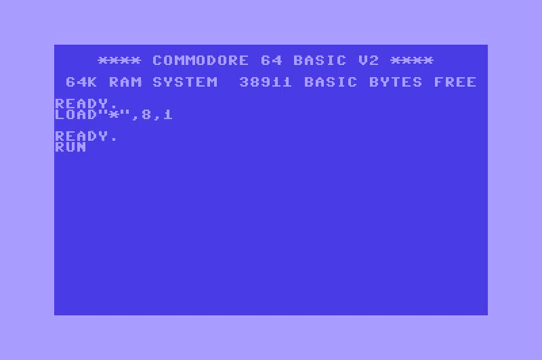 **** COMMODORE 64 BASIC V2 ****
64K RAM SYSTEM  38911 BASIC BYTES FREE
READY.
LOAD"*",8,1
READY.
RUN